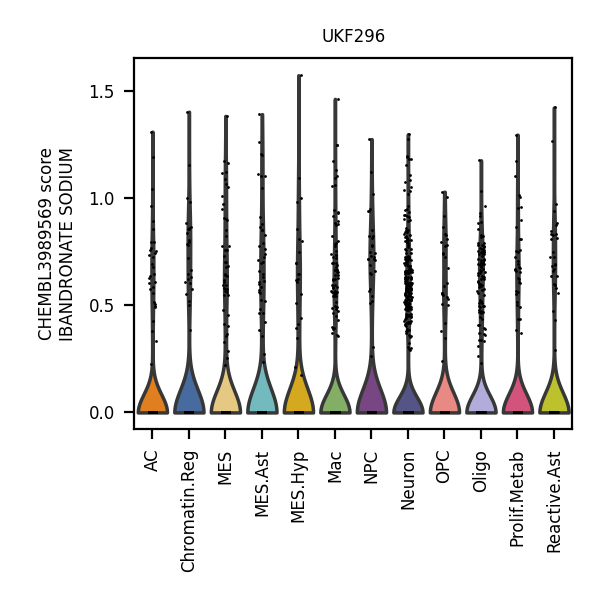 UKF296
CHEMBL3989569 score
IBANDRONATE SODIUM
1.5
1.0
0.5
0.0
AC
Chromatin.Reg
MES
MES.Ast
MES.Hyp
Mac
NPC
Neuron
OPC
Oligo
Prolif.Metab
Reactive.Ast